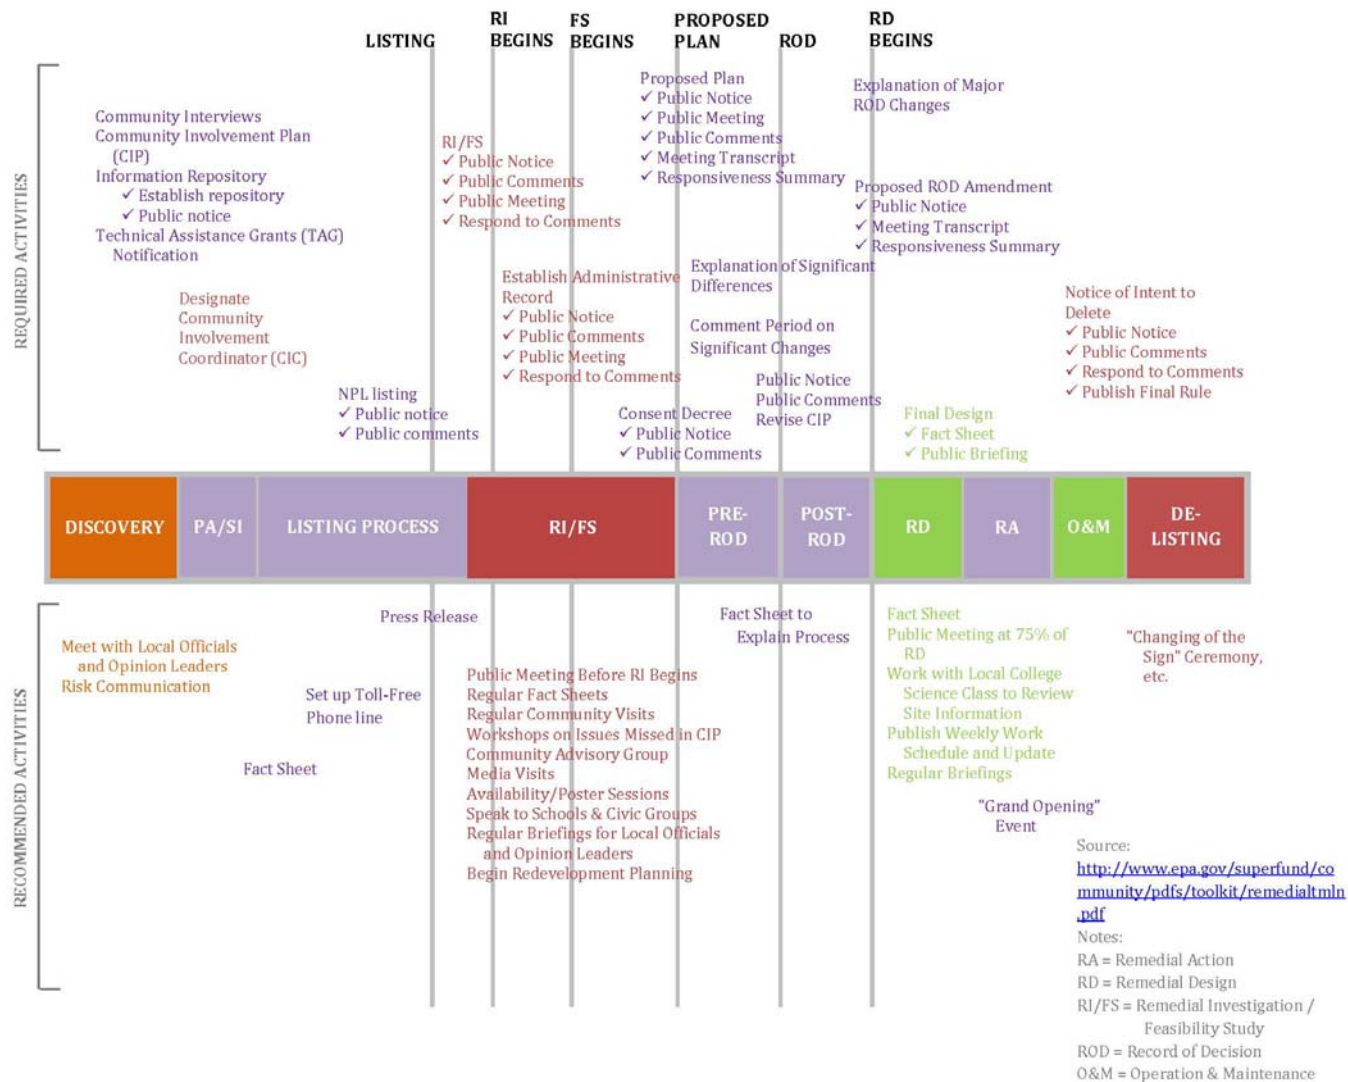 LISTING
RI
BEGINS
FS
BEGINS
PROPOSED
PLAN
ROD
RD
BEGINS
REQUIRED ACTIVITIES
Community Interviews
Community Involvement Plan
(CIP)
Information Repository
✓ Establish repository
✓ Public notice
Technical Assistance Grants (TAG)
Notification
Designate
Community
Involvement
Coordinator (CIC)
NPL listing
✓ Public notice
✓ Public comments
RI/FS
✓ Public Notice
✓ Public Comments
✓ Public Meeting
✓ Respond to Comments
Establish Administrative
Record
✓ Public Notice
✓ Public Comments
✓ Public Meeting
✓ Respond to Comments
Proposed Plan
✓ Public Notice
✓ Public Meeting
✓ Public Comments
✓ Meeting Transcript
✓ Responsiveness Summary
Explanation of Significant
Differences
Comment Period on
Significant Changes
Public Notice
Public Comments
Revise CIP
Consent Decree
✓ Public Notice
✓ Public Comments
Explanation of Major
ROD Changes
Proposed ROD Amendment
✓ Public Notice
✓ Meeting Transcript
✓ Responsiveness Summary
Final Design
✓ Fact Sheet
✓ Public Briefing
Notice of Intent to
Delete
✓ Public Notice
✓ Public Comments
✓ Respond to Comments
✓ Publish Final Rule
DISCOVERY
PA/SI
LISTING PROCESS
RI/FS
PRE-
ROD
POST-
ROD
RD
RA
O&M
DE-
LISTING
RECOMMENDED ACTIVITIES
Meet with Local Officials
and Opinion Leaders
Risk Communication
Press Release
Set up Toll-Free
Phone line
Fact Sheet
Public Meeting Before RI Begins
Regular Fact Sheets
Regular Community Visits
Workshops on Issues Missed in CIP
Community Advisory Group
Media Visits
Availability/Poster Sessions
Speak to Schools & Civic Groups
Regular Briefings for Local Officials
and Opinion Leaders
Begin Redevelopment Planning
Fact Sheet to
Explain Process
Fact Sheet
Public Meeting at 75% of
RD
Work with Local College
Science Class to Review
Site Information
Publish Weekly Work
Schedule and Update
Regular Briefings
"Grand Opening"
Event
"Changing of the
Sign" Ceremony,
etc.
Source:
http://www.epa.gov/superfund/co
mmunity/pdfs/toolkit/remedialtmln
.pdf
Notes:
RA = Remedial Action
RD = Remedial Design
RI/FS = Remedial Investigation /
Feasibility Study
ROD = Record of Decision
O&M = Operation & Maintenance